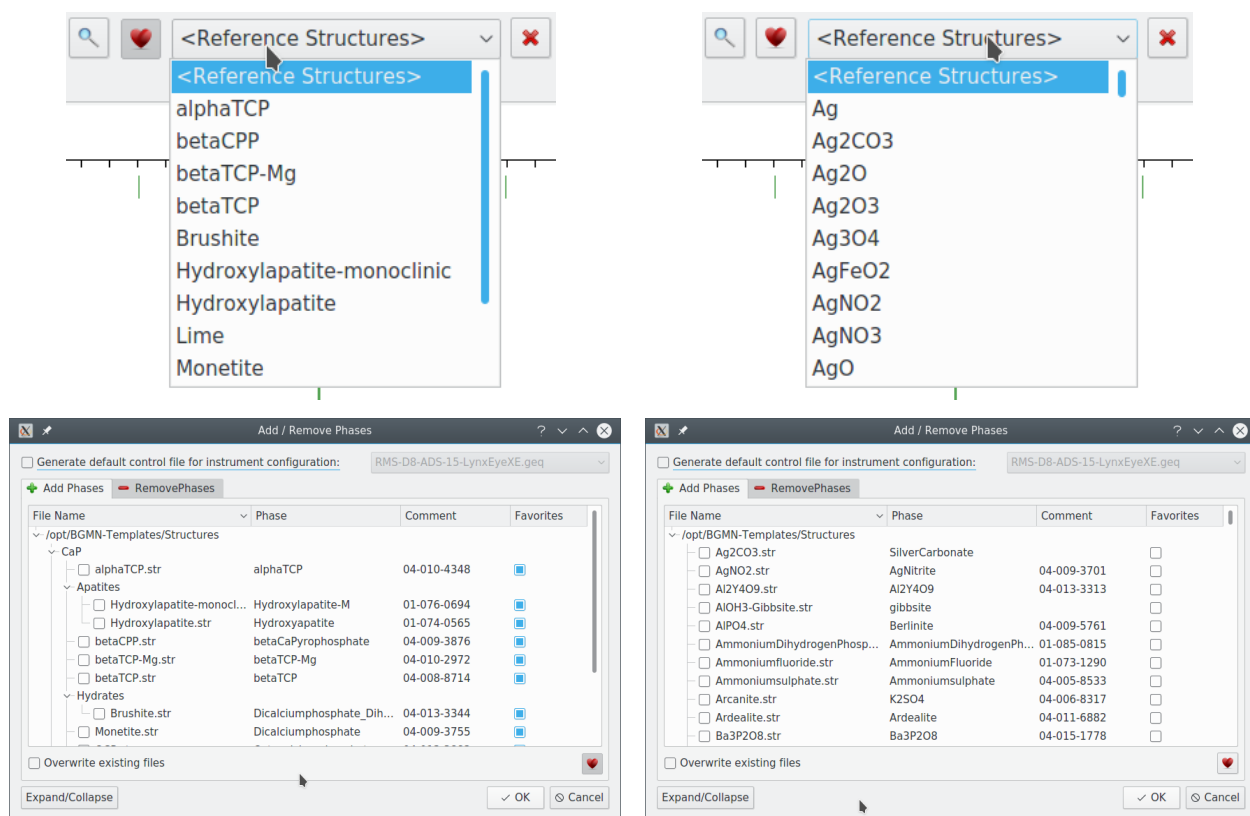 <Reference Structures>
<Reference Structures>
alphaTCP
betaCPP
betaTCP-Mg
betaTCP
Brushite
Hydroxylapatite-monoclinic
Hydroxylapatite
Lime
Monetite
<Reference Structures>
<Reference Structures>
Ag
Ag2CO3
Ag2O
Ag2O3
Ag3O4
AgFeO2
AgNO2
AgNO3
AgO
Add / Remove Phases
Generate default control file for instrument configuration: RMS-D8-ADS-15-LynxEyeXE.geq
Add Phases RemovePhases
File Name Phase Comment Favorites
/opt/BGMN-Templates/Structures
CaP
alphaTCP.str alphaTCP 04-010-4348
Apatites
Hydroxylapatite-monocl... Hydroxylapatite-M 01-076-0694
Hydroxylapatite.str Hydroxyapatite 01-074-0565
betaCPP.str betaCaPyrophosphate 04-009-3876
betaTCP-Mg.str betaTCP-Mg 04-010-2972
betaTCP.str betaTCP 04-008-8714
Hydrates
Brushite.str Dicalciumphosphate_Dih... 04-013-3344
Monetite.str Dicalciumphosphate 04-009-3755
Overwrite existing files
Expand/Collapse OK Cancel
Add / Remove Phases
Generate default control file for instrument configuration: RMS-D8-ADS-15-LynxEyeXE.geq
Add Phases RemovePhases
File Name Phase Comment Favorites
/opt/BGMN-Templates/Structures
Ag2CO3.str SilverCarbonate
AgNO2.str AgNitrite 04-009-3701
Al2Y4O9.str Al2Y4O9 04-013-3313
AlOH3-Gibbsite.str gibbsite
AlPO4.str Berlinite 04-009-5761
AmmoniumDihydrogenPhosp... AmmoniumDihydrogenPh... 01-085-0815
Ammoniumfluoride.str AmmoniumFluoride 01-073-1290
Ammoniumsulphate.str Ammoniumsulphate 04-005-8533
Arcanite.str K2SO4 04-006-8317
Ardealite.str Ardealite 04-011-6882
Ba3P2O8.str Ba3P2O8 04-015-1778
Overwrite existing files
Expand/Collapse OK Cancel